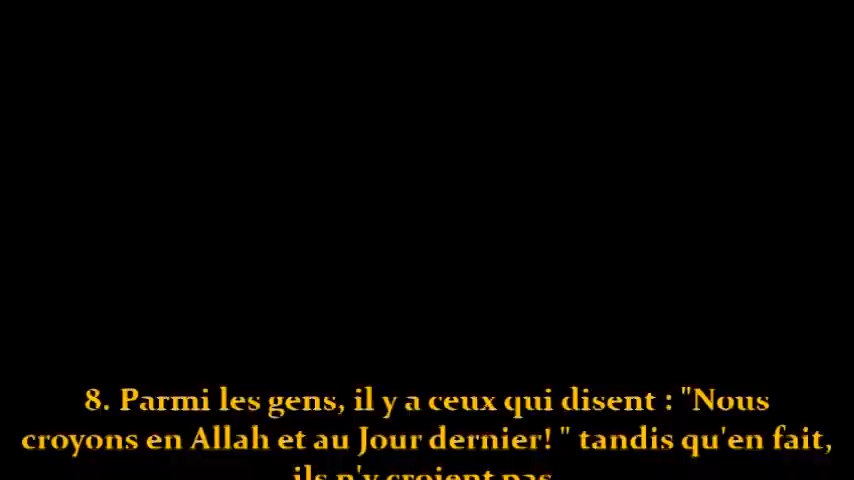 8. Parmi les gens, il y a ceux qui disent : "Nous
croyons en Allah et au Jour dernier! " tandis qu'en fait,
ils n'y croient pas.